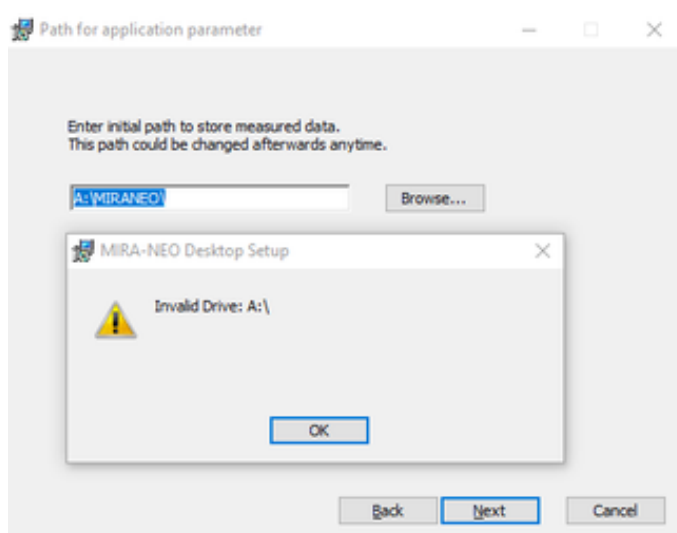 Path for application parameter
Enter initial path to store measured data.
This path could be changed afterwards anytime.
A:\MIRANEO\
Browse...
MIRA-NEO Desktop Setup
Invalid Drive: A:\
OK
Back
Next
Cancel